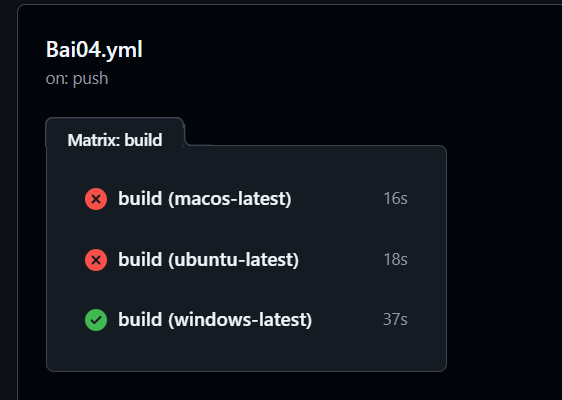 Bai04.yml
on: push
Matrix: build
build (macos-latest) 16s
build (ubuntu-latest) 18s
build (windows-latest) 37s